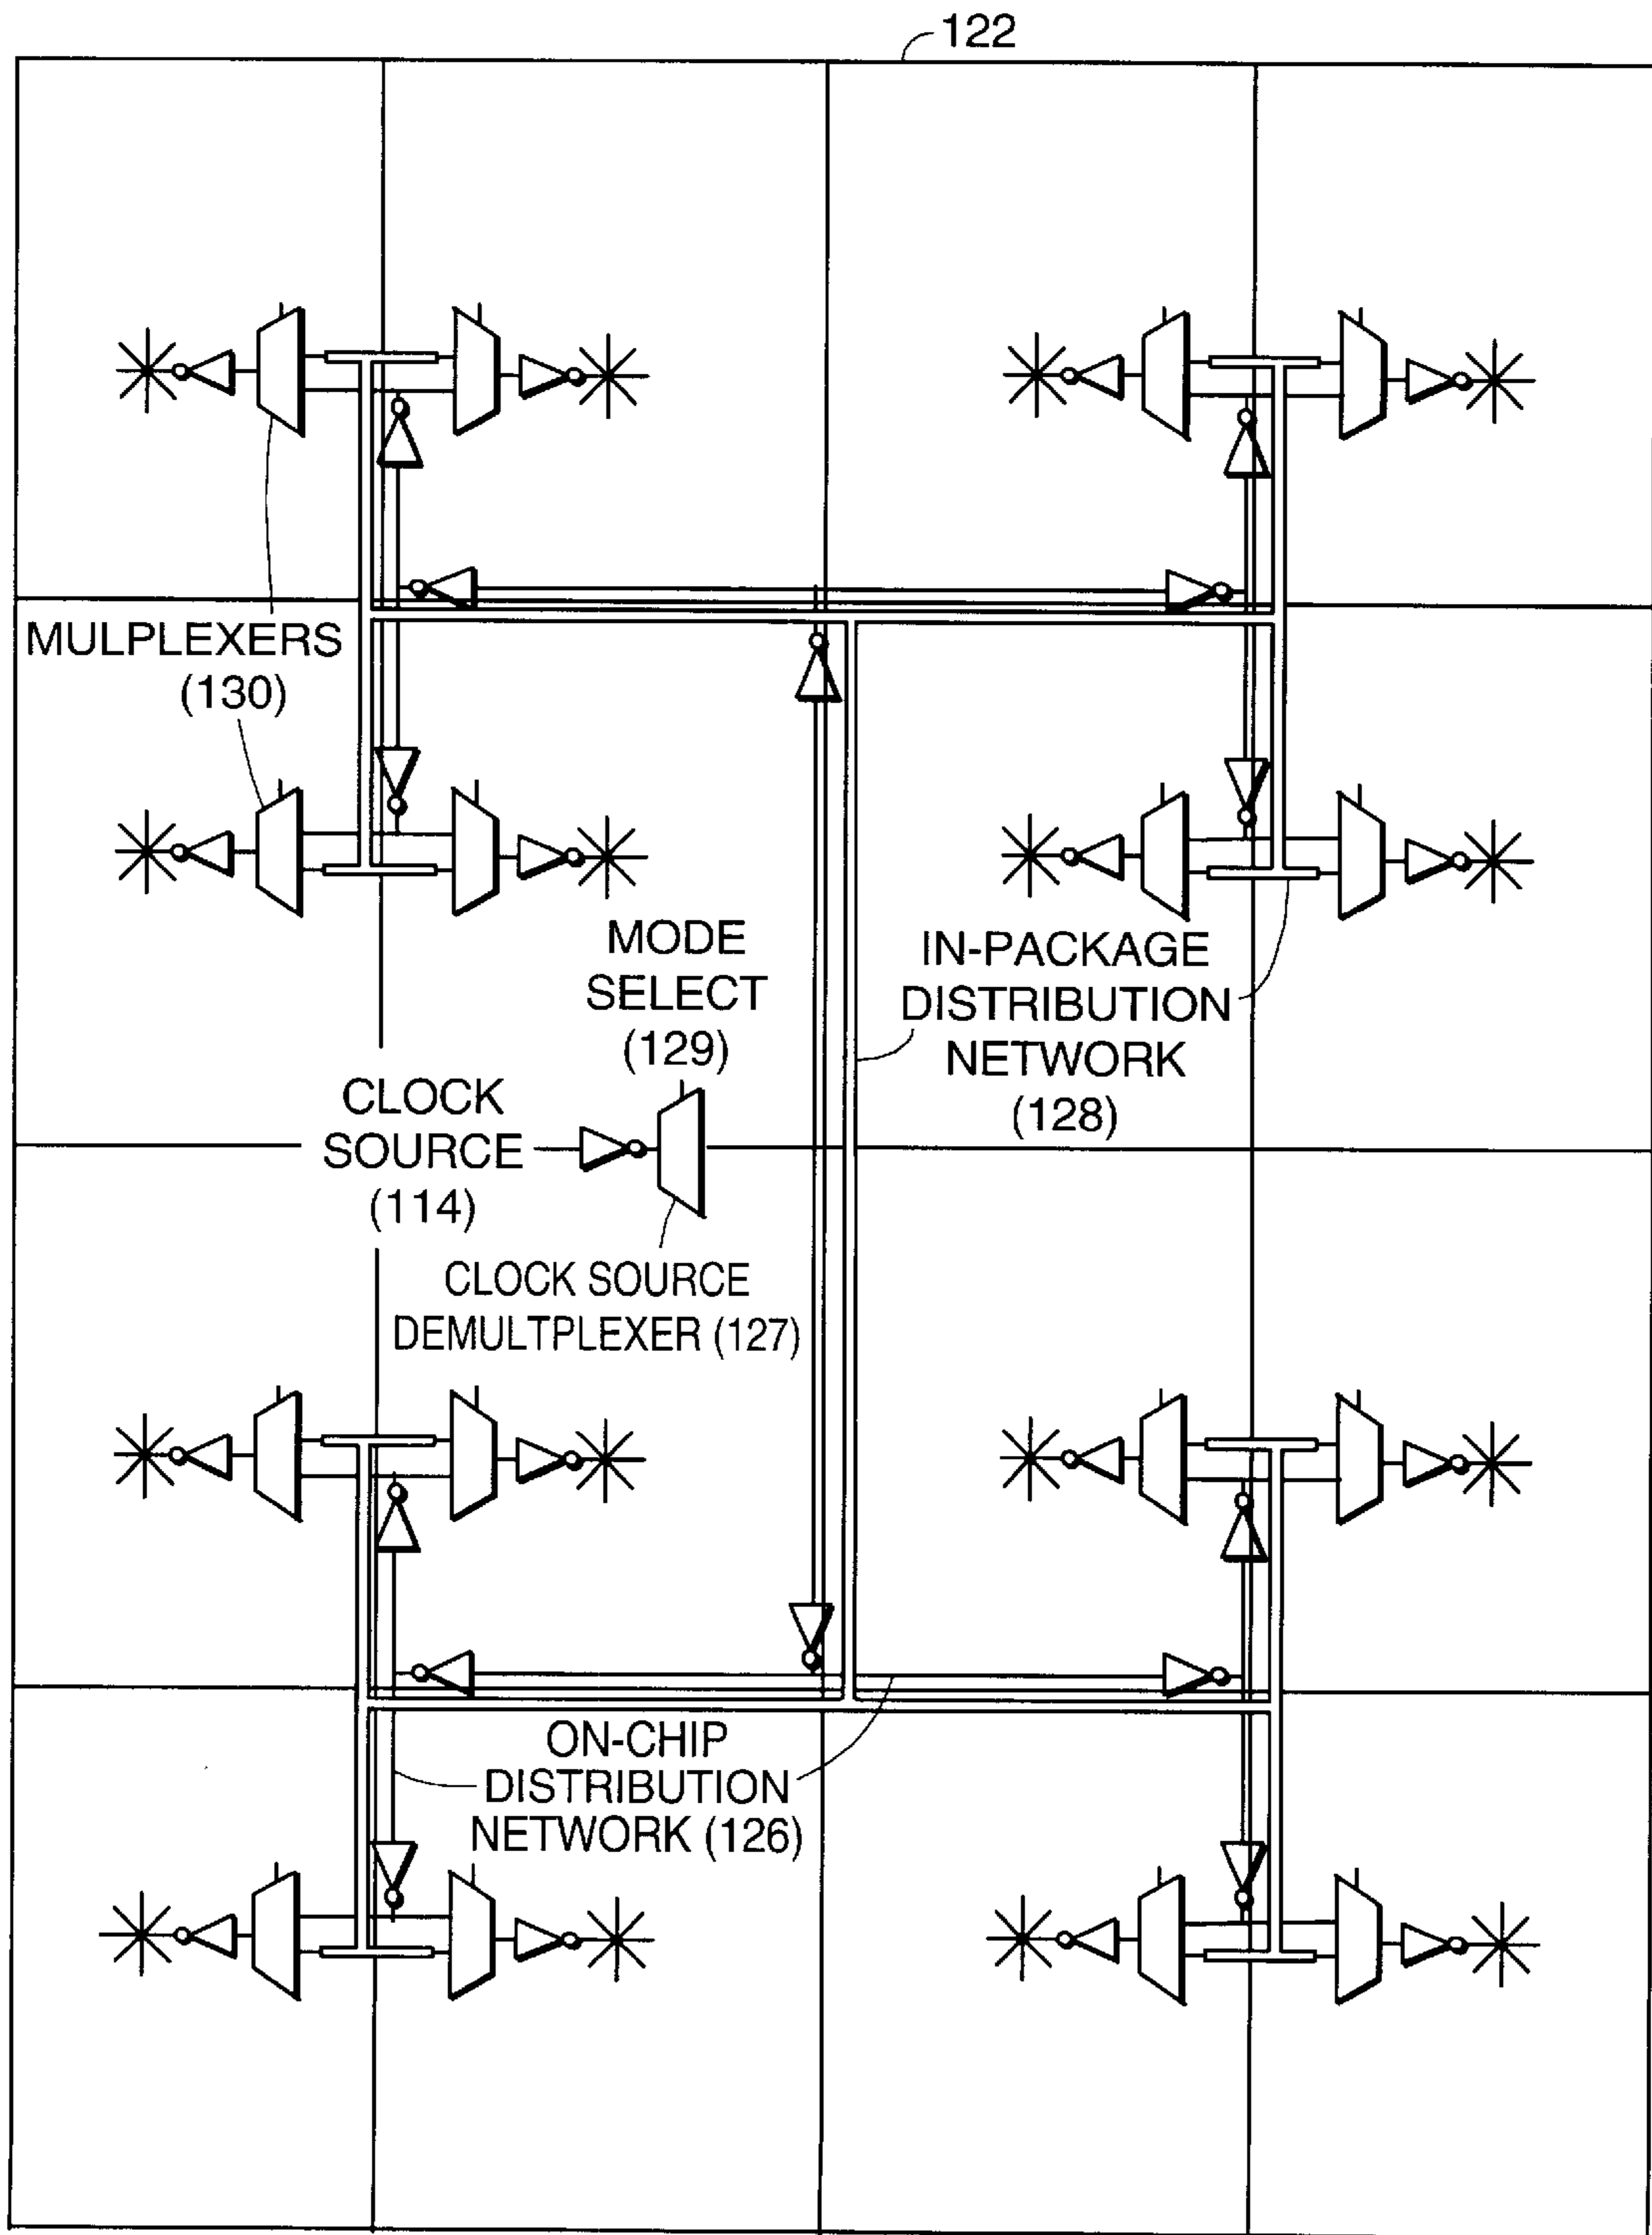 122
MULPLEXERS
(130)
MODE
SELECT
(129)
IN-PACKAGE
DISTRIBUTION
NETWORK
(128)
CLOCK
SOURCE
(114)
CLOCK SOURCE
DEMULTPLEXER (127)
ON-CHIP
DISTRIBUTION
NETWORK (126)